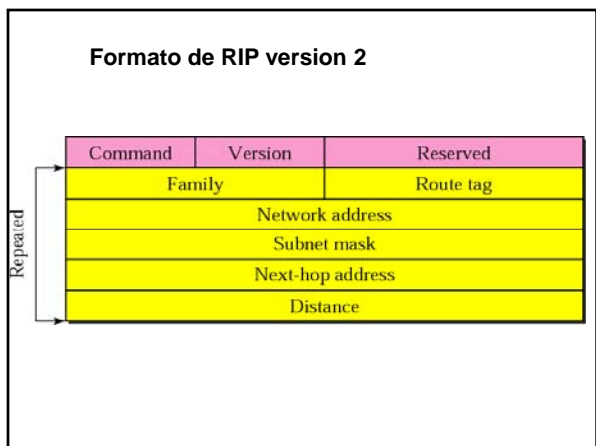 Formato de RIP version 2
Command Version Reserved
Family Route tag
Network address
Subnet mask
Next-hop address
Distance
Repeated